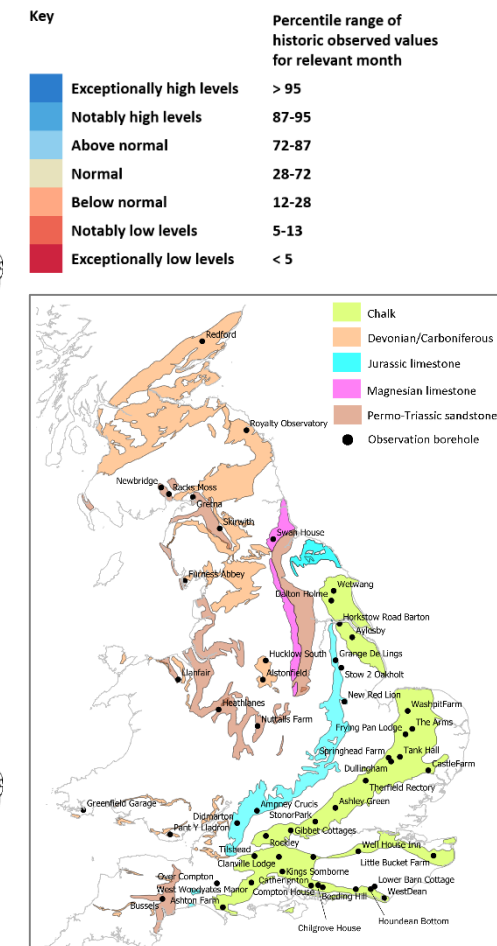 Key
Percentile range of
historic observed values
for relevant month
Exceptionally high levels > 95
Notably high levels 87-95
Above normal 72-87
Normal 28-72
Below normal 12-28
Notably low levels 5-13
Exceptionally low levels < 5
Chalk
Devonian/Carboniferous
Jurassic limestone
Magnesian limestone
Permo-Triassic sandstone
Observation borehole
Redford
Royalty Observatory
Newbridge
Racks Moss
Gretna
Skirwith
Swan House
Furness Abbey
Wetwang
Dalton Holme
Horkstow Road Barton
Aylesby
Hucklow South
Grange De Lings
Llanfair
Alstonfield
Stow 2 Oakholt
New Red Lion
Heathlanes
WashpitFarm
Nuttalls Farm
Frying Pan Lodge
The Arms
Springhead Farm
Tank Hall
Dullingham
CastleFarm
Therfield Rectory
Greenfield Garage
Ampney Crucis
Ashley Green
Didmarton
StonorPark
Pant Y Lladron
Gibbet Cottages
Rockley
Tilshead
Well House Inn
Clanville Lodge
Little Bucket Farm
Kings Somborne
Over Compton
Catherington
Lower Barn Cottage
West Woodyates Manor
Compton House
Beeding Hill
WestDean
Bussels
Ashton Farm
Houndean Bottom
Chilgrove House